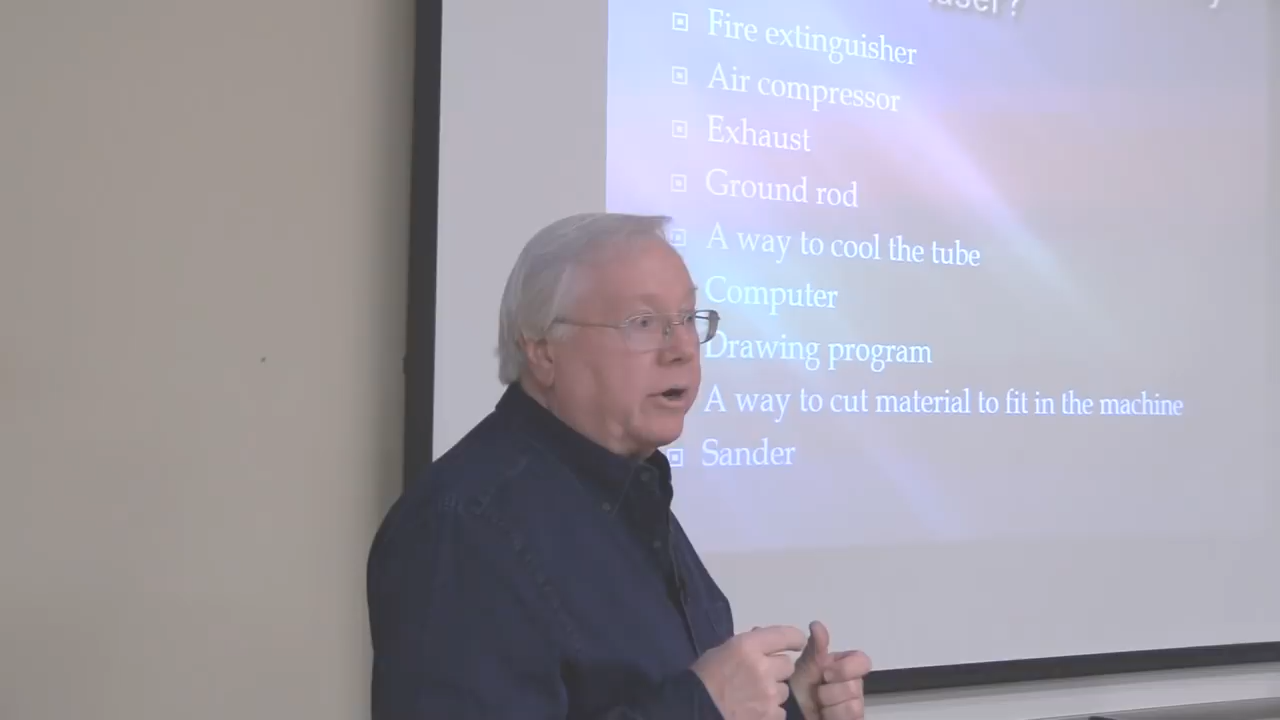 Fire extinguisher
Air compressor
Exhaust
Ground rod
A way to cool the tube
Computer
Drawing program
A way to cut material to fit in the machine
Sander